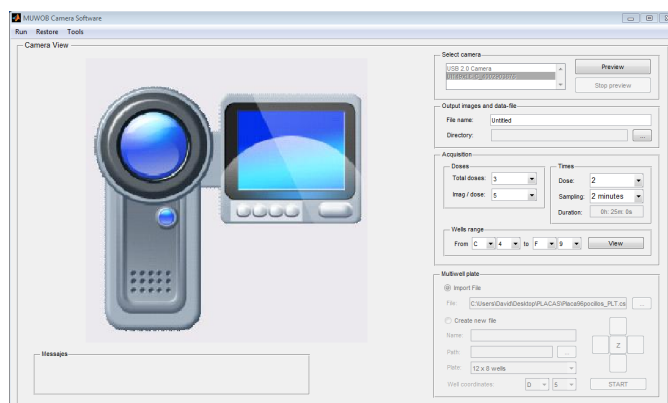 MUWOB Camera Software
Run Restore Tools
Camera View
Select camera
USB 2.0 Camera
Preview
Stop preview
Output images and data-file
File name: Untitled
Directory: ...
Acquisition
Doses
Total doses: 3
Imag / dose: 5
Times
Dose: 2
Sampling: 2 minutes
Duration: 0h: 25m: 0s
Wells range
From C 4 to F 9 View
Multiwell plate
Import File
File: C:\Users\David\Desktop\PLACAS\Placa96pocillos_PLT.cs ...
Create new file
Name:
Path: ...
Plate: 12 x 8 wells
Well coordinates: D 5
Z
START
Messajes